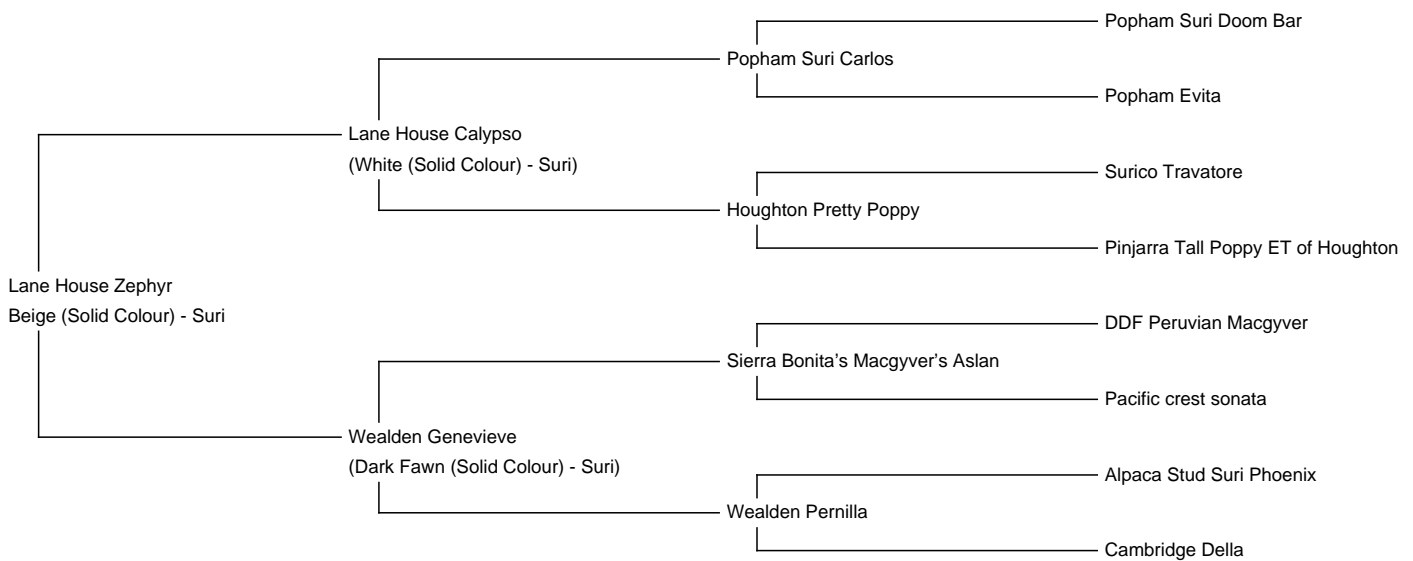 Popham Suri Doom Bar
Popham Suri Carlos
Popham Evita
Lane House Calypso
(White (Solid Colour) - Suri)
Surico Travatore
Houghton Pretty Poppy
Pinjarra Tall Poppy ET of Houghton
Lane House Zephyr
Beige (Solid Colour) - Suri
DDF Peruvian Macgyver
Sierra Bonita’s Macgyver’s Aslan
Pacific crest sonata
Wealden Genevieve
(Dark Fawn (Solid Colour) - Suri)
Alpaca Stud Suri Phoenix
Wealden Pernilla
Cambridge Della